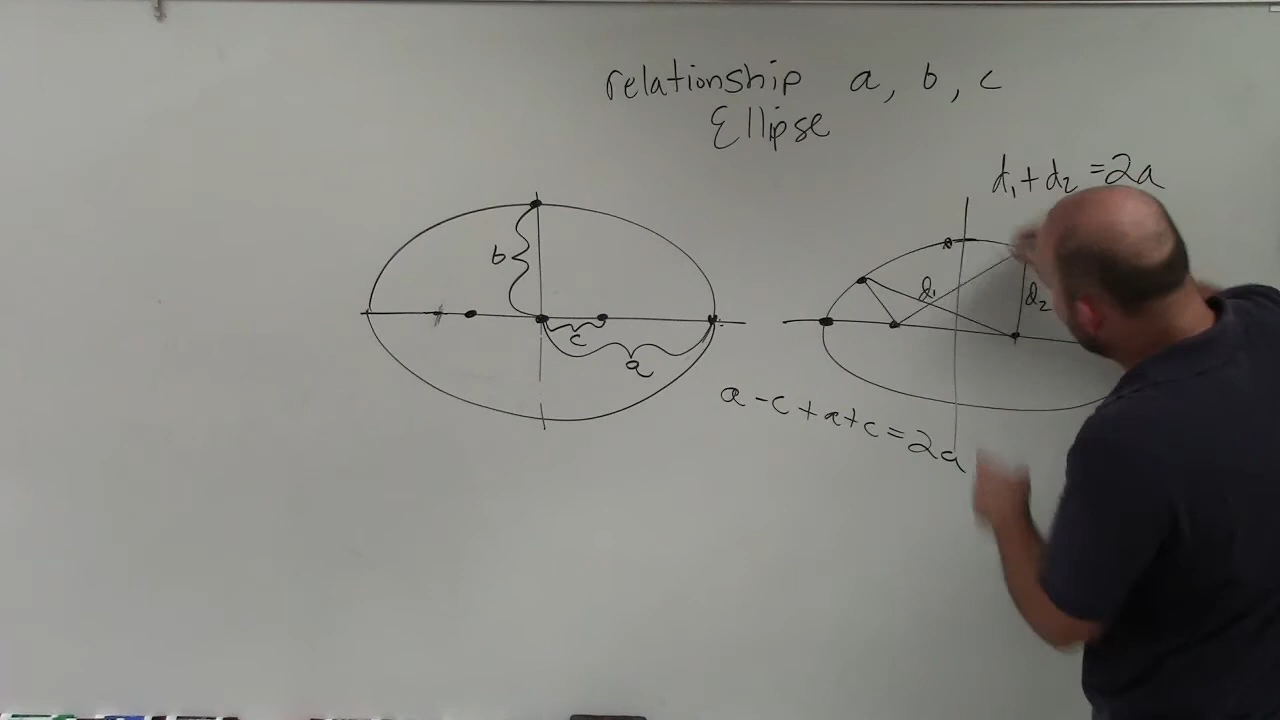 relationship a, b, c
Ellipse
d₁ + d₂ = 2a
b
c
a
d₁
d₂
a - c + a + c = 2a